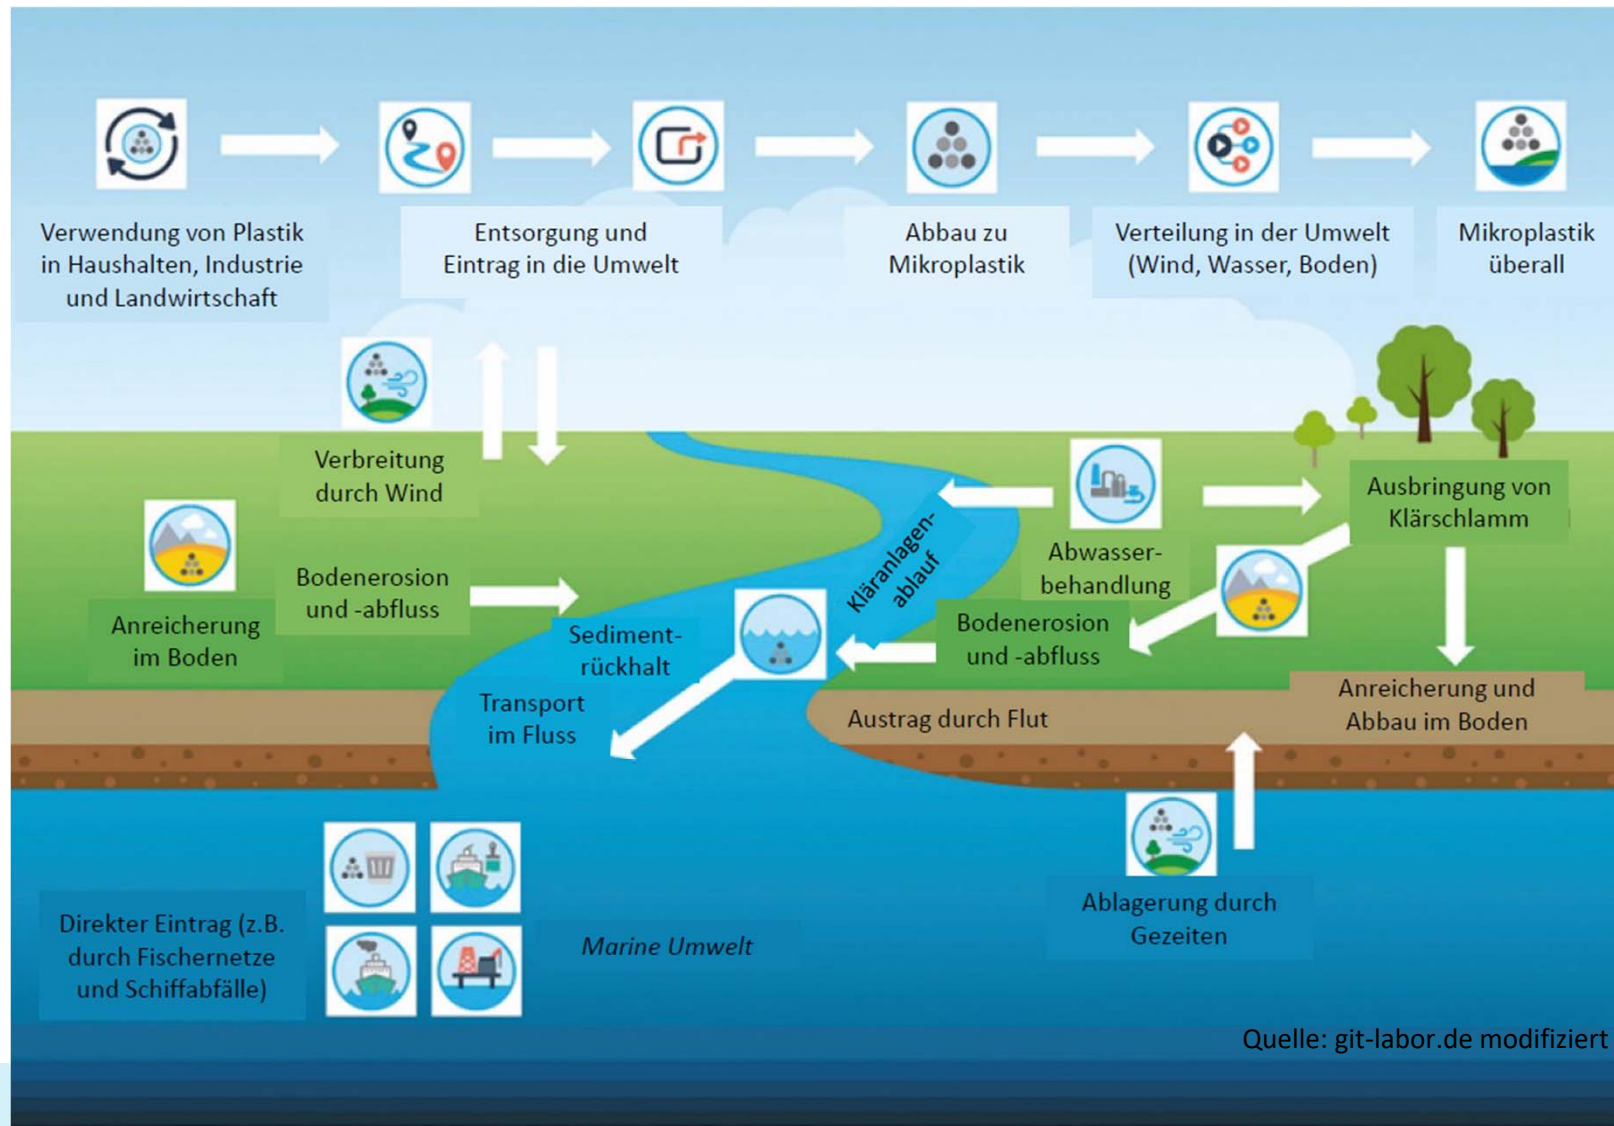 Verwendung von Plastik
in Haushalten, Industrie
und Landwirtschaft
Entsorgung und
Eintrag in die Umwelt
Abbau zu
Mikroplastik
Verteilung in der Umwelt
(Wind, Wasser, Boden)
Mikroplastik
überall
Verbreitung
durch Wind
Ausbringung von
Klärschlamm
Kläranlagen-
ablauf
Abwasser-
behandlung
Bodenerosion
und -abfluss
Anreicherung
im Boden
Sediment-
rückhalt
Bodenerosion
und -abfluss
Transport
im Fluss
Austrag durch Flut
Anreicherung und
Abbau im Boden
Direkter Eintrag (z.B.
durch Fischernetze
und Schiffabfälle)
Marine Umwelt
Ablagerung durch
Gezeiten
Quelle: git-labor.de modifiziert